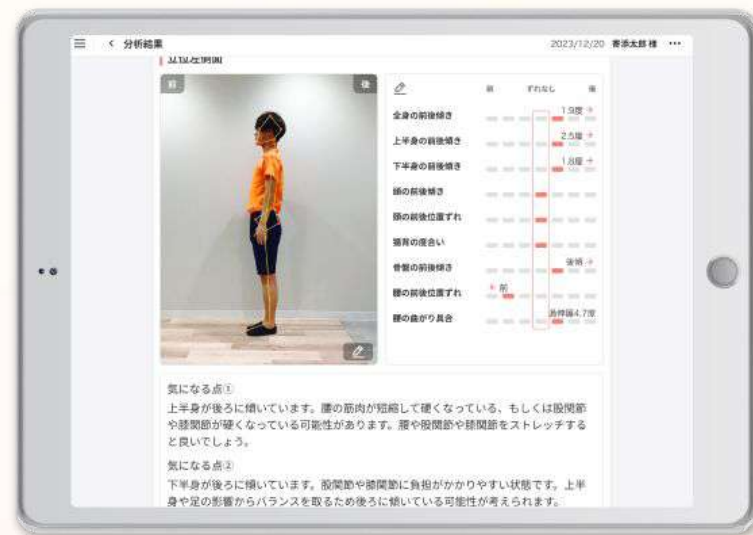 分析結果
2023/12/20 寄添太郎 様 •••
立位左側面
前 後
前 ずれなし 後
全身の前後傾き 1.9度 →
上半身の前後傾き 2.5度 →
下半身の前後傾き 1.8度 →
頭の前後傾き
頭の前後位置ずれ
猫背の度合い
骨盤の前後傾き 後傾 →
腰の前後位置ずれ ← 前
膝の曲がり具合 過伸展4.7度
気になる点①
上半身が後ろに傾いています。腰の筋肉が短縮して硬くなっている、もしくは股関節
や膝関節が硬くなっている可能性があります。腰や股関節や膝関節をストレッチする
と良いでしょう。
気になる点②
下半身が後ろに傾いています。股関節や膝関節に負担がかかりやすい状態です。上半
身や足の影響からバランスを取るため後ろに傾いている可能性が考えられます。